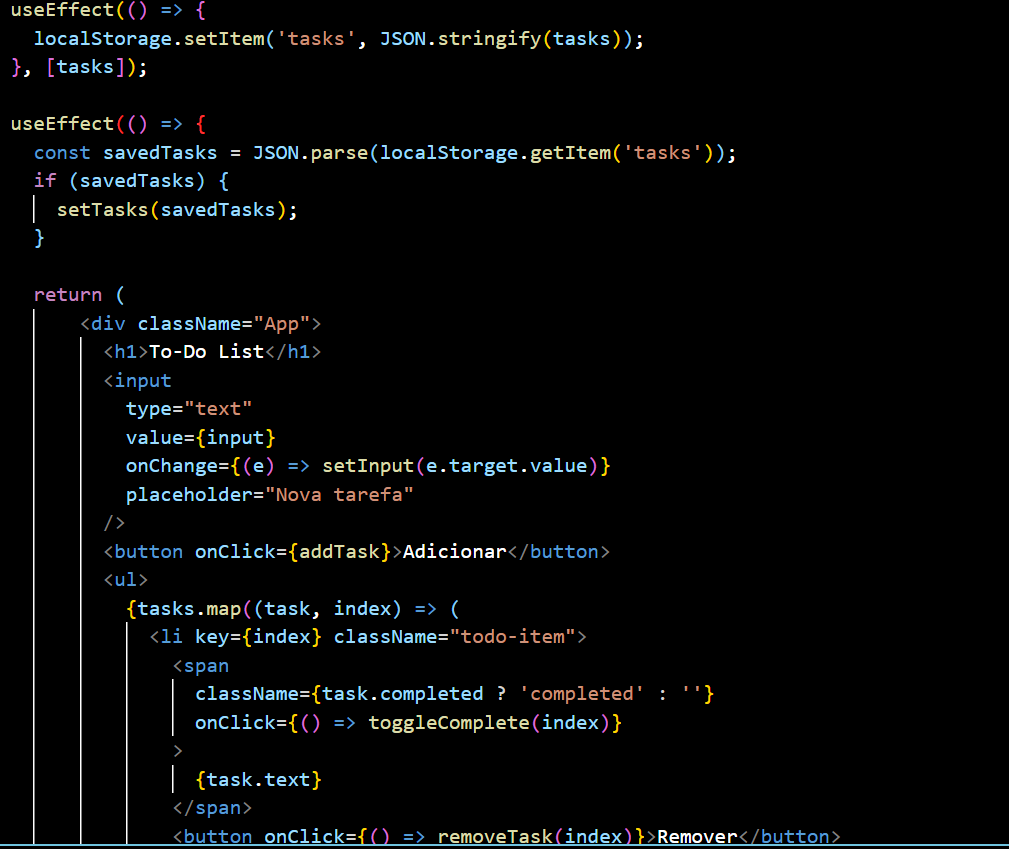 useEffect(() => {
  localStorage.setItem('tasks', JSON.stringify(tasks));
}, [tasks]);

useEffect(() => {
  const savedTasks = JSON.parse(localStorage.getItem('tasks'));
  if (savedTasks) {
    setTasks(savedTasks);
  }

  return (
      <div className="App">
        <h1>To-Do List</h1>
        <input
          type="text"
          value={input}
          onChange={(e) => setInput(e.target.value)}
          placeholder="Nova tarefa"
        />
        <button onClick={addTask}>Adicionar</button>
        <ul>
          {tasks.map((task, index) => (
            <li key={index} className="todo-item">
              <span
                className={task.completed ? 'completed' : ''}
                onClick={() => toggleComplete(index)}
              >
                {task.text}
              </span>
              <button onClick={() => removeTask(index)}>Remover</button>